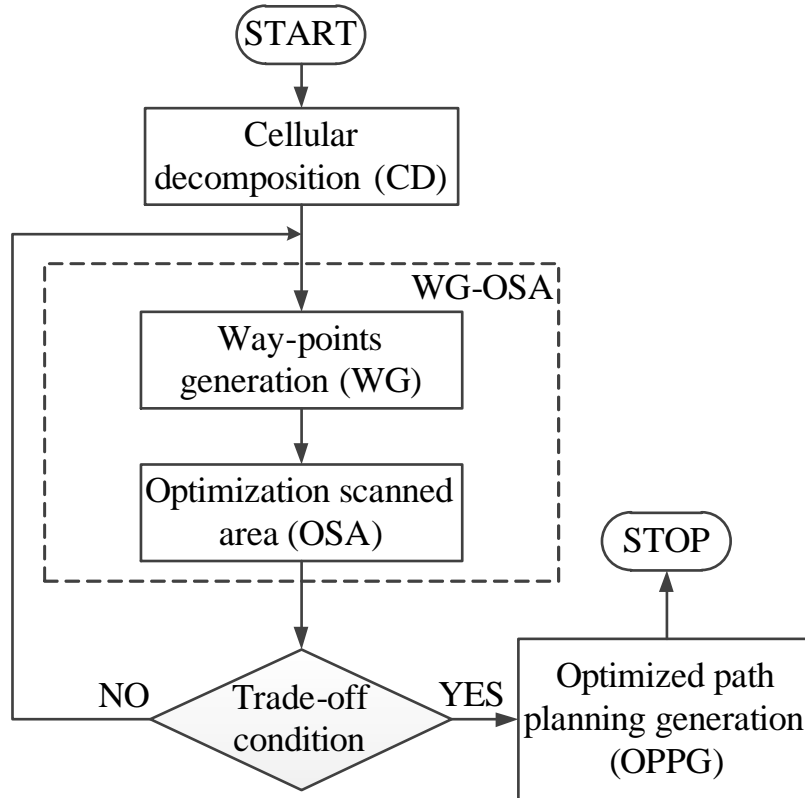 START
Cellular
decomposition (CD)
WG-OSA
Way-points
generation (WG)
Optimization scanned
area (OSA)
STOP
NO
Trade-off
condition
YES
Optimized path
planning generation
(OPPG)